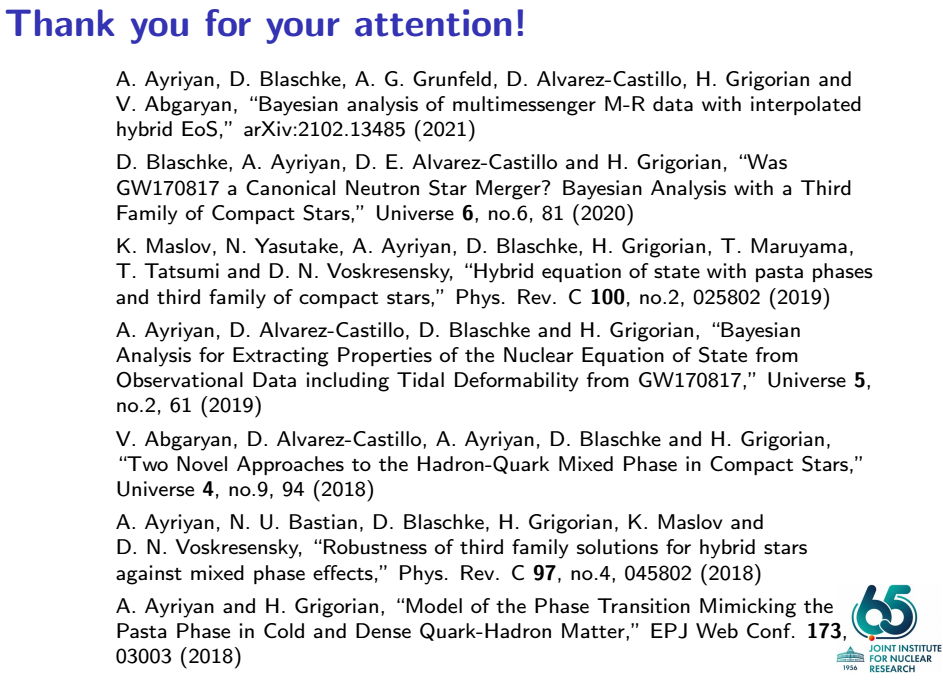 Thank you for your attention!
A. Ayriyan, D. Blaschke, A. G. Grunfeld, D. Alvarez-Castillo, H. Grigorian and
V. Abgaryan, “Bayesian analysis of multimessenger M-R data with interpolated
hybrid EoS,” arXiv:2102.13485 (2021)
D. Blaschke, A. Ayriyan, D. E. Alvarez-Castillo and H. Grigorian, “Was
GW170817 a Canonical Neutron Star Merger? Bayesian Analysis with a Third
Family of Compact Stars,” Universe 6, no.6, 81 (2020)
K. Maslov, N. Yasutake, A. Ayriyan, D. Blaschke, H. Grigorian, T. Maruyama,
T. Tatsumi and D. N. Voskresensky, “Hybrid equation of state with pasta phases
and third family of compact stars,” Phys. Rev. C 100, no.2, 025802 (2019)
A. Ayriyan, D. Alvarez-Castillo, D. Blaschke and H. Grigorian, “Bayesian
Analysis for Extracting Properties of the Nuclear Equation of State from
Observational Data including Tidal Deformability from GW170817,” Universe 5,
no.2, 61 (2019)
V. Abgaryan, D. Alvarez-Castillo, A. Ayriyan, D. Blaschke and H. Grigorian,
“Two Novel Approaches to the Hadron-Quark Mixed Phase in Compact Stars,”
Universe 4, no.9, 94 (2018)
A. Ayriyan, N. U. Bastian, D. Blaschke, H. Grigorian, K. Maslov and
D. N. Voskresensky, “Robustness of third family solutions for hybrid stars
against mixed phase effects,” Phys. Rev. C 97, no.4, 045802 (2018)
A. Ayriyan and H. Grigorian, “Model of the Phase Transition Mimicking the
Pasta Phase in Cold and Dense Quark-Hadron Matter,” EPJ Web Conf. 173,
03003 (2018)
65
JOINT INSTITUTE
FOR NUCLEAR
RESEARCH
1956